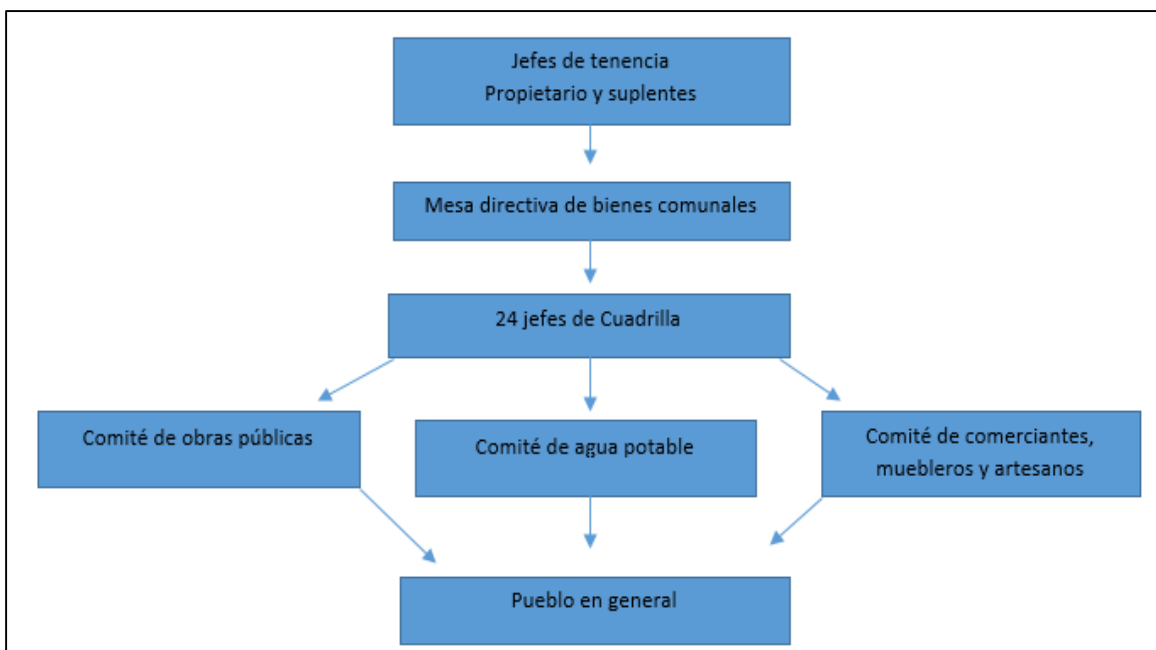 Jefes de tenencia
Propietario y suplentes
Mesa directiva de bienes comunales
24 jefes de Cuadrilla
Comité de obras públicas
Comité de agua potable
Comité de comerciantes,
muebleros y artesanos
Pueblo en general